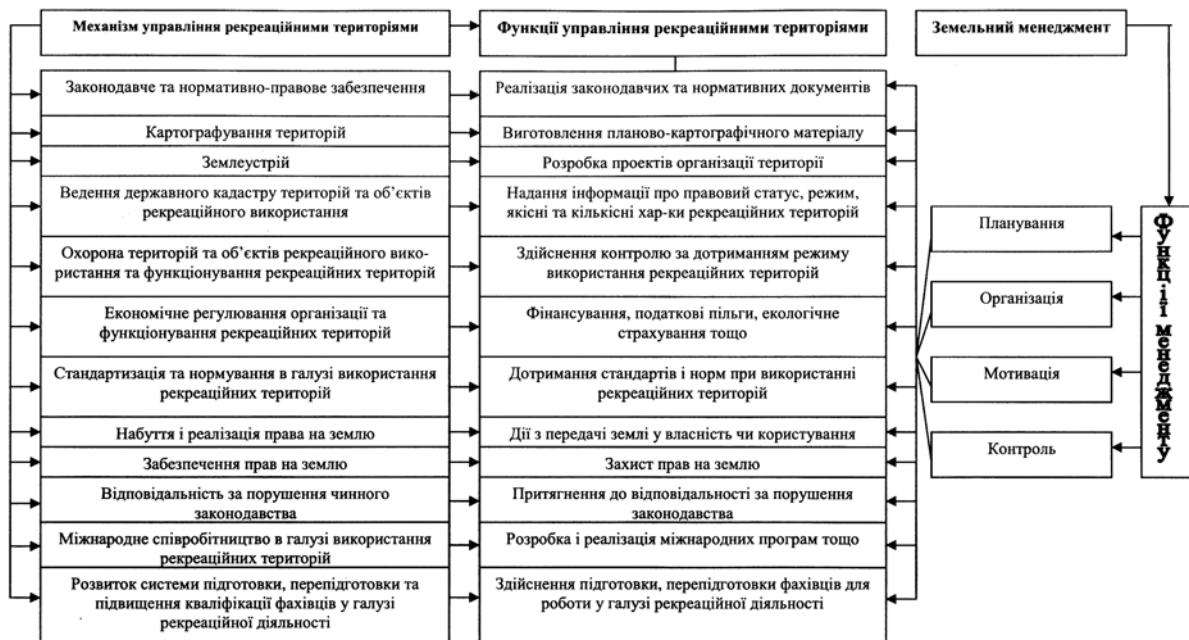 Механізм управління рекреаційними територіями
Функції управління рекреаційними територіями
Земельний менеджмент
Законодавче та нормативно-правове забезпечення
Реалізація законодавчих та нормативних документів
Картографування територій
Виготовлення планово-картографічного матеріалу
Землеустрій
Розробка проектів організації території
Ведення державного кадастру територій та об’єктів
рекреаційного використання
Надання інформації про правовий статус, режим,
якісні та кількісні хар-ки рекреаційних територій
Охорона територій та об’єктів рекреаційного вико-
ристання та функціонування рекреаційних територій
Здійснення контролю за дотриманням режиму
використання рекреаційних територій
Економічне регулювання організації та
функціонування рекреаційних територій
Фінансування, податкові пільги, екологічне
страхування тощо
Стандартизація та нормування в галузі використання
рекреаційних територій
Дотримання стандартів і норм при використанні
рекреаційних територій
Набуття і реалізація права на землю
Дії з передачі землі у власність чи користування
Забезпечення прав на землю
Захист прав на землю
Відповідальність за порушення чинного
законодавства
Притягнення до відповідальності за порушення
законодавства
Міжнародне співробітництво в галузі використання
рекреаційних територій
Розробка і реалізація міжнародних програм тощо
Розвиток системи підготовки, перепідготовки та
підвищення кваліфікації фахівців у галузі
рекреаційної діяльності
Здійснення підготовки, перепідготовки фахівців для
роботи у галузі рекреаційної діяльності
Планування
Організація
Мотивація
Контроль
Функції менеджменту